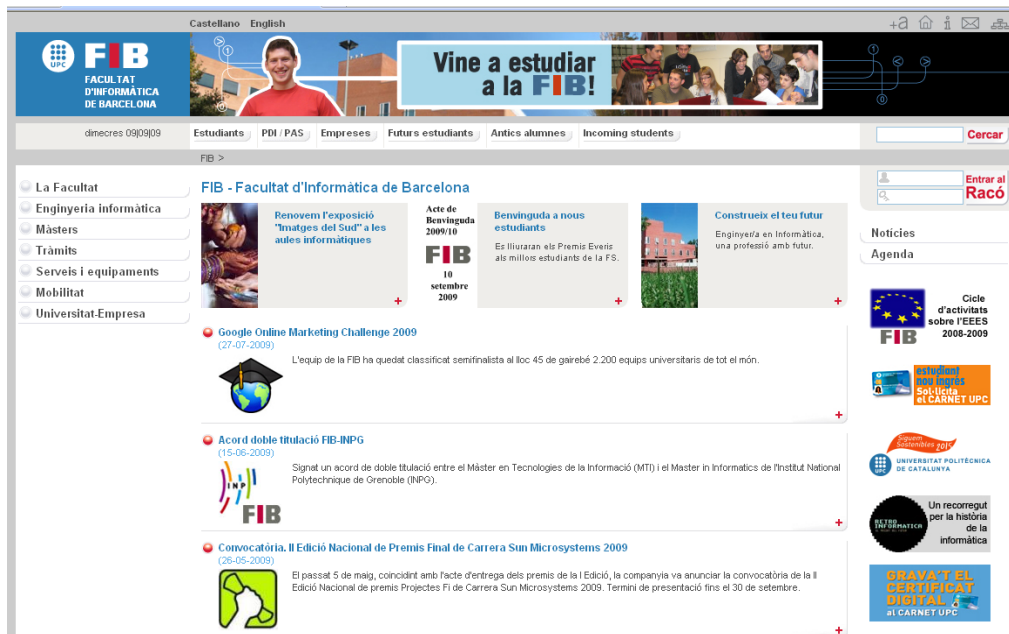 Castellano English
+a
UPC
FIB
FACULTAT
D'INFORMÀTICA
DE BARCELONA
Vine a estudiar
a la FIB!
dimecres 09|09|09
Estudiants PDI / PAS Empreses Futurs estudiants Antics alumnes Incoming students
Cercar
FIB >
La Facultat
Enginyeria informàtica
Màsters
Tràmits
Serveis i equipaments
Mobilitat
Universitat-Empresa
FIB - Facultat d'Informàtica de Barcelona
Renovem l'exposició
"Imatges del Sud" a les
aules informàtiques
+
Acte de
Benvinguda
2009/10
FIB
10
setembre
2009
Benvinguda a nous
estudiants
Es lliuraran els Premis Everis
als millors estudiants de la FS.
+
Construeix el teu futur
Enginyer/a en Informàtica,
una professió amb futur.
+
Google Online Marketing Challenge 2009
(27-07-2009)
L'equip de la FIB ha quedat classificat semifinalista al lloc 45 de gairebé 2.200 equips universitaris de tot el món.
+
Acord doble titulació FIB-INPG
(15-06-2009)
INP
FIB
Signat un acord de doble titulació entre el Màster en Tecnologies de la Informació (MTI) i el Master in Informatics de l'Institut National
Polytechnique de Grenoble (INPG).
+
Convocatòria. II Edició Nacional de Premis Final de Carrera Sun Microsystems 2009
(26-05-2009)
El passat 5 de maig, coincidint amb l'acte d'entrega dels premis de la I Edició, la companyia va anunciar la convocatòria de la II
Edició Nacional de premis Projectes Fi de Carrera Sun Microsystems 2009. Termini de presentació fins el 30 de setembre.
+
Entrar al
Racó
Notícies
Agenda
Cicle
d'activitats
sobre l'EEES
2008-2009
FIB
estudiant
nou ingrés
Sol·licita
el CARNET UPC
Siguem
Sostenibles 2015
UPC
UNIVERSITAT POLITÈCNICA
DE CATALUNYA
RETRO
INFORMATICA
Un recorregut
per la història
de la
informàtica
GRAVA'T EL
CERTIFICAT
DIGITAL
al CARNET UPC